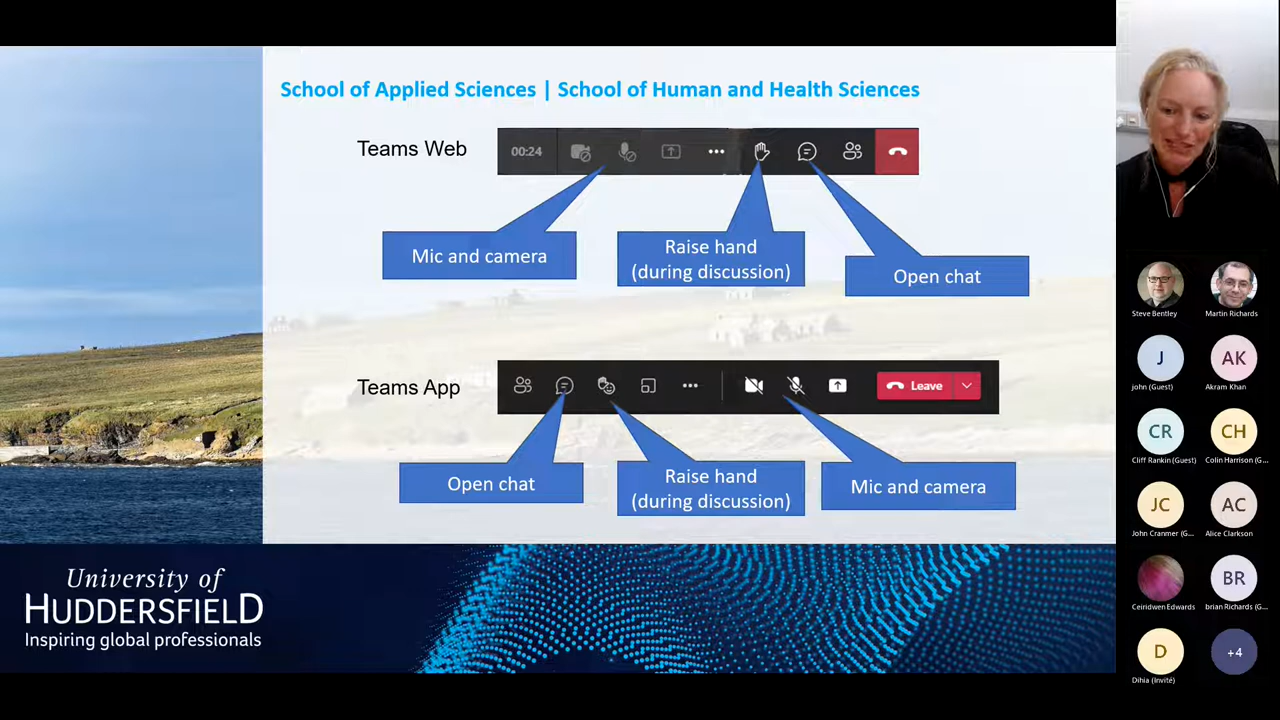 School of Applied Sciences | School of Human and Health Sciences
Teams Web
00:24
Mic and camera
Raise hand
(during discussion)
Open chat
Teams App
Leave
Open chat
Raise hand
(during discussion)
Mic and camera
University of
HUDDERSFIELD
Inspiring global professionals
Steve Bentley
Martin Richards
J
AK
john (Guest)
Akram Khan
CR
CH
Cliff Rankin (Guest)
Colin Harrison (G...
JC
AC
John Cranmer (G...
Alice Clarkson
BR
Ceiridwen Edwards
brian Richards (G...
D
+4
Dihia (Invité)